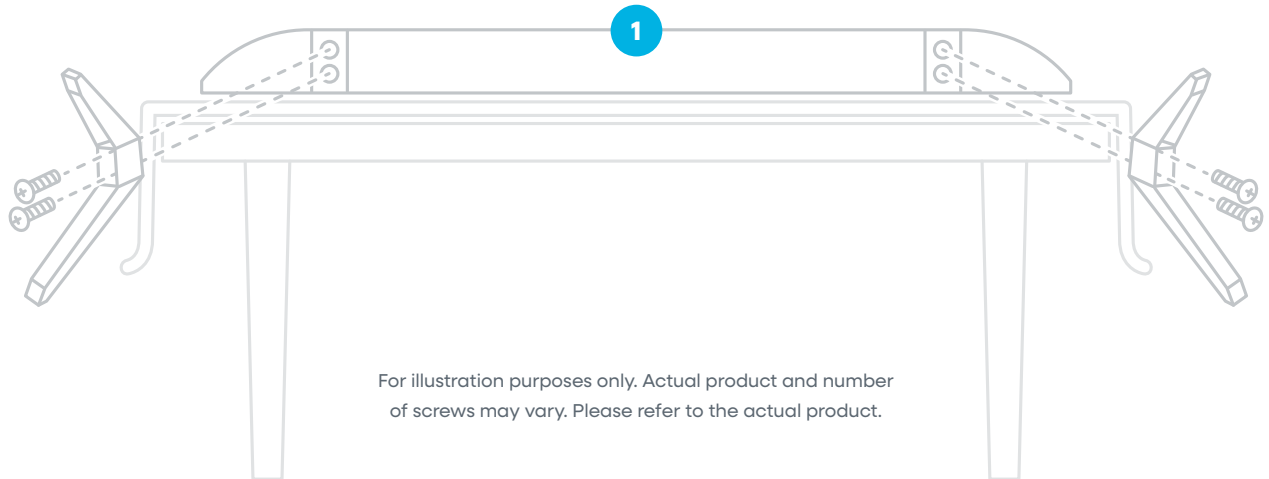 1
For illustration purposes only. Actual product and number
of screws may vary. Please refer to the actual product.